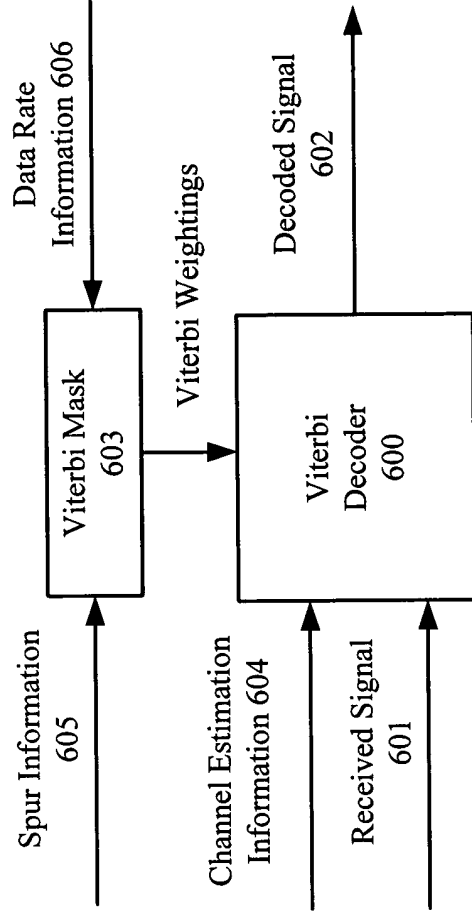 Spur Information
605
Data Rate
Information 606
Viterbi Mask
603
Viterbi Weightings
Channel Estimation
Information 604
Received Signal
601
Viterbi
Decoder
600
Decoded Signal
602